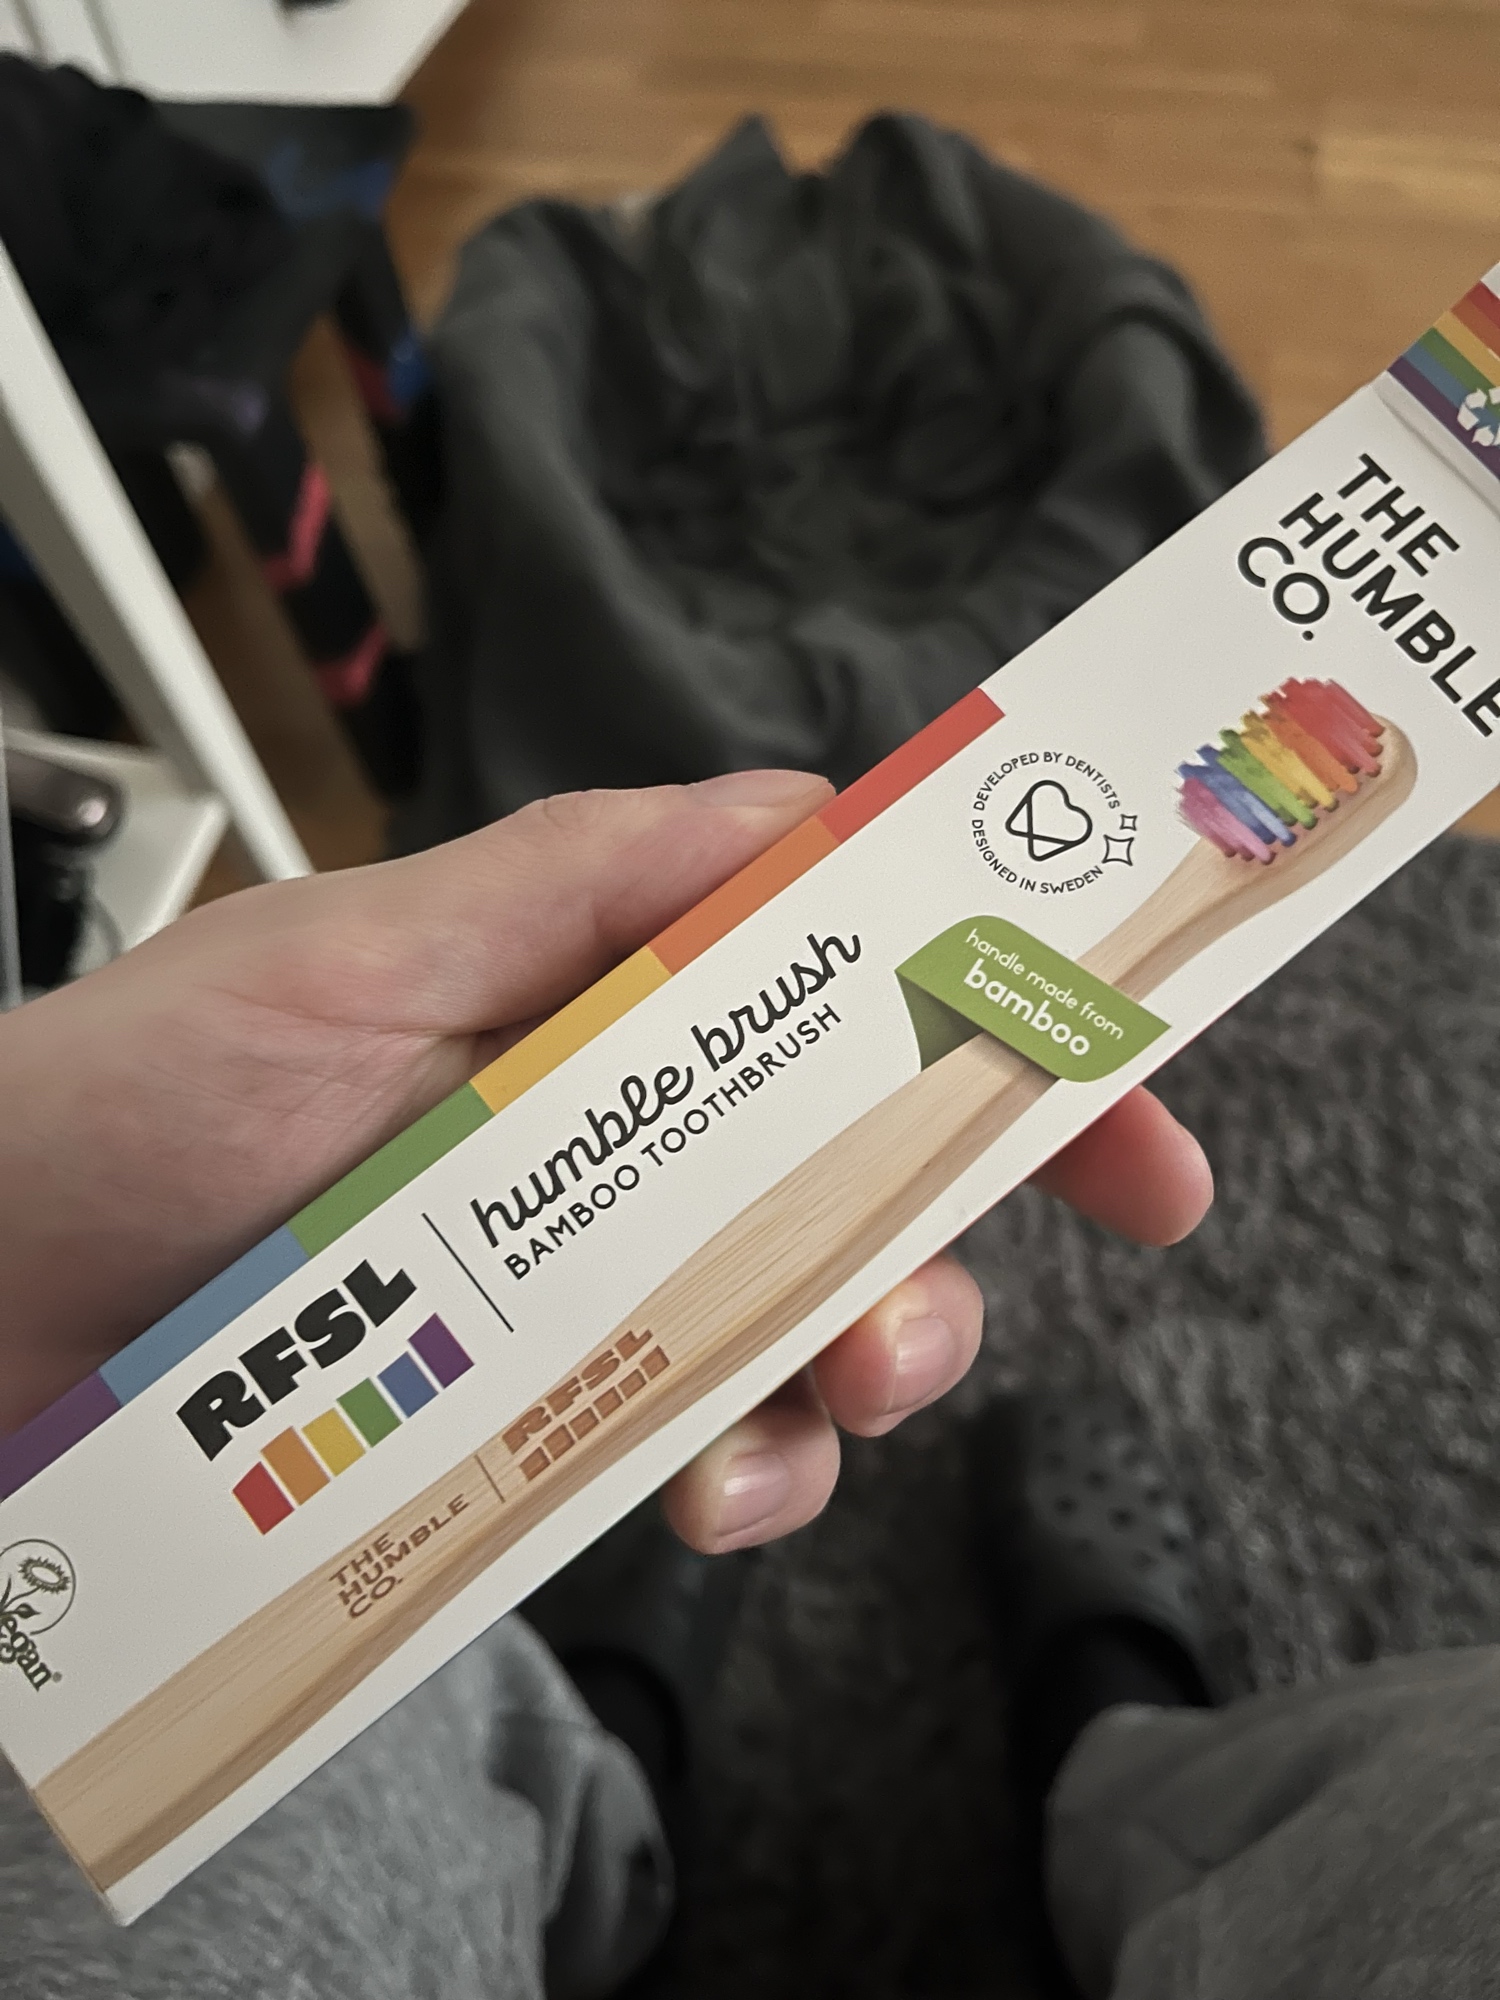 THE
HUMBLE
CO.
DEVELOPED BY DENTISTS
DESIGNED IN SWEDEN
handle made from
bamboo
humble brush
BAMBOO TOOTHBRUSH
RFSL
RFSL
THE
HUMBLE
CO.
egan®